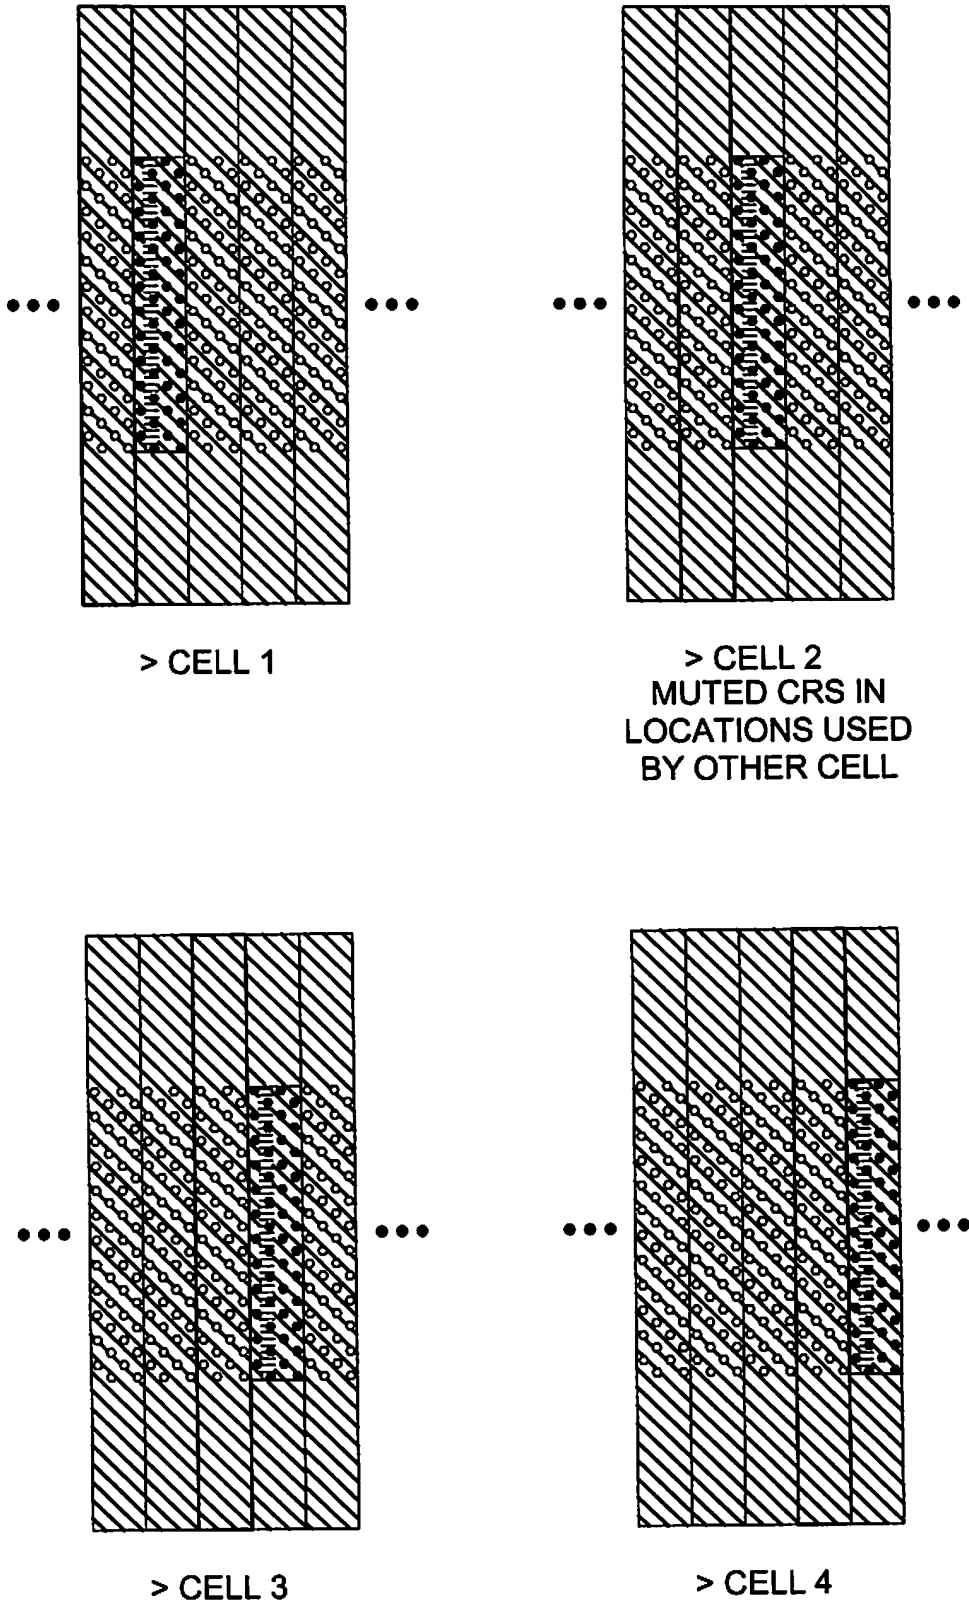 > CELL 1
> CELL 2
MUTED CRS IN
LOCATIONS USED
BY OTHER CELL
> CELL 3
> CELL 4